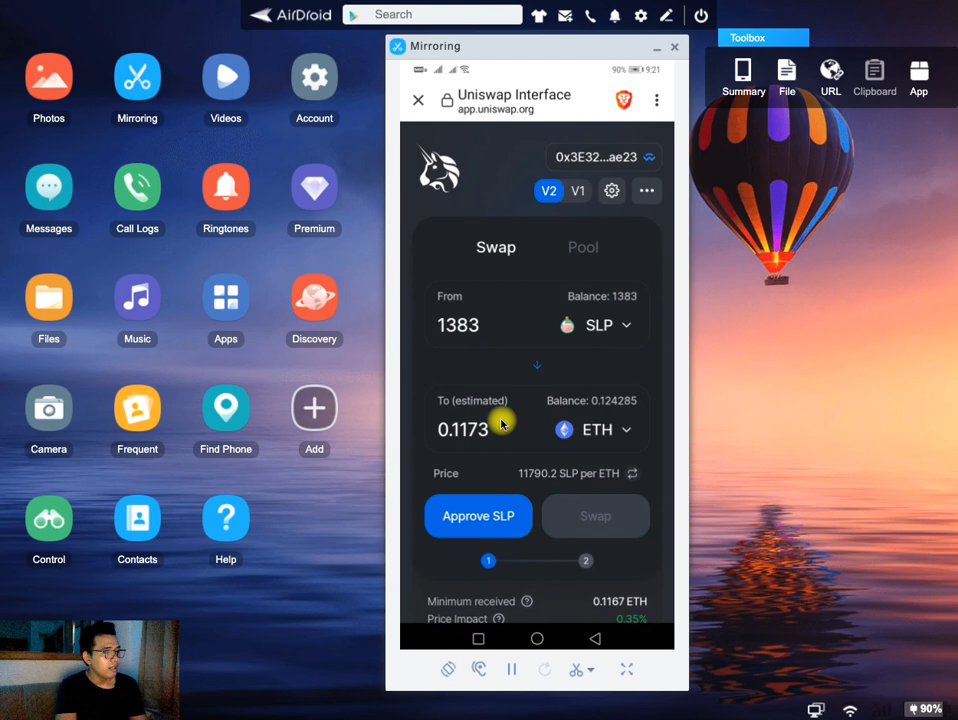 AirDroid
Search
Photos
Mirroring
Videos
Account
Messages
Call Logs
Ringtones
Premium
Files
Music
Apps
Discovery
Camera
Frequent
Find Phone
Add
Control
Contacts
Help
Mirroring
90% 9:21
Uniswap Interface
app.uniswap.org
0x3E32...ae23
V2 V1
Swap Pool
From Balance: 1383
1383 SLP
To (estimated) Balance: 0.124285
0.1173 ETH
Price 11790.2 SLP per ETH
Approve SLP Swap
1 2
Minimum received ? 0.1167 ETH
Price Impact ? 0.35%
Toolbox
Summary
File
URL
Clipboard
App
90%